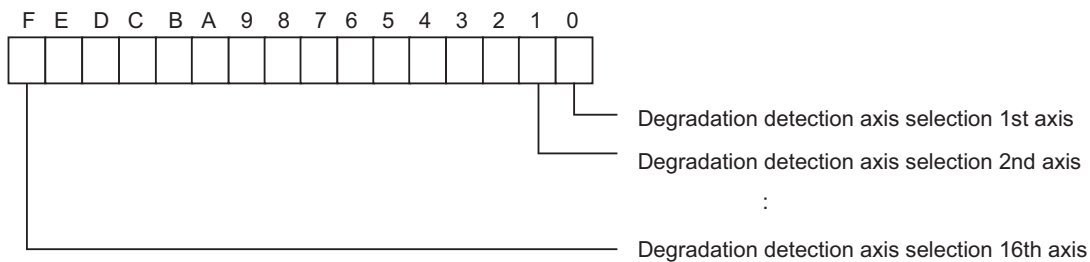 F E D C B A 9 8 7 6 5 4 3 2 1 0
Degradation detection axis selection 1st axis
Degradation detection axis selection 2nd axis
:
Degradation detection axis selection 16th axis